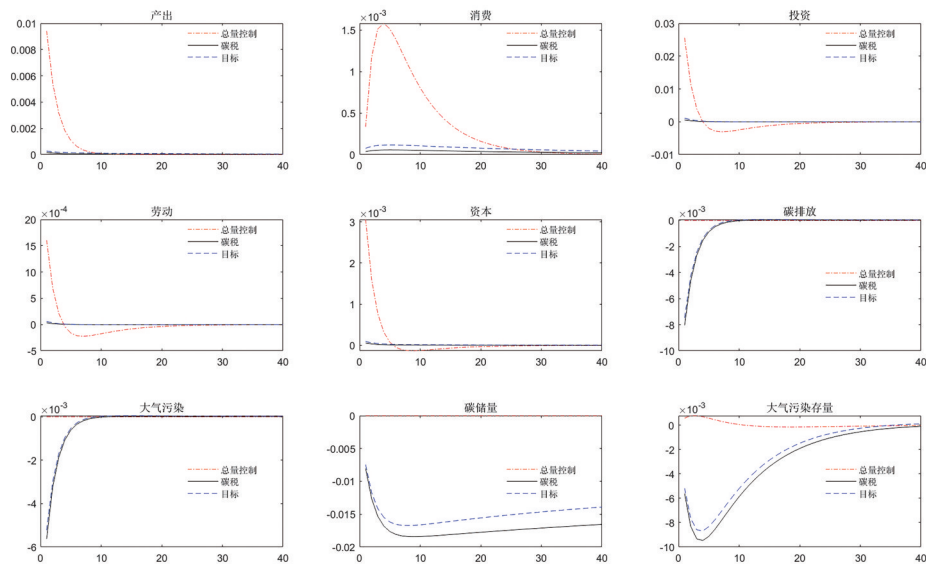 产出
0.01
0.008
0.006
0.004
0.002
0
0 10 20 30 40
总量控制
碳税
目标
消费
×10-3
1.5
1
0.5
0
0 10 20 30 40
总量控制
碳税
目标
投资
0.03
0.02
0.01
0
-0.01
0 10 20 30 40
总量控制
碳税
目标
劳动
×10-4
20
15
10
5
0
-5
0 10 20 30 40
总量控制
碳税
目标
资本
×10-3
3
2
1
0
0 10 20 30 40
总量控制
碳税
目标
碳排放
×10-3
0
-2
-4
-6
-8
-10
0 10 20 30 40
总量控制
碳税
目标
大气污染
×10-3
0
-2
-4
-6
0 10 20 30 40
总量控制
碳税
目标
碳储量
0
-0.005
-0.01
-0.015
-0.02
0 10 20 30 40
总量控制
碳税
目标
大气污染存量
×10-3
0
-2
-4
-6
-8
-10
0 10 20 30 40
总量控制
碳税
目标